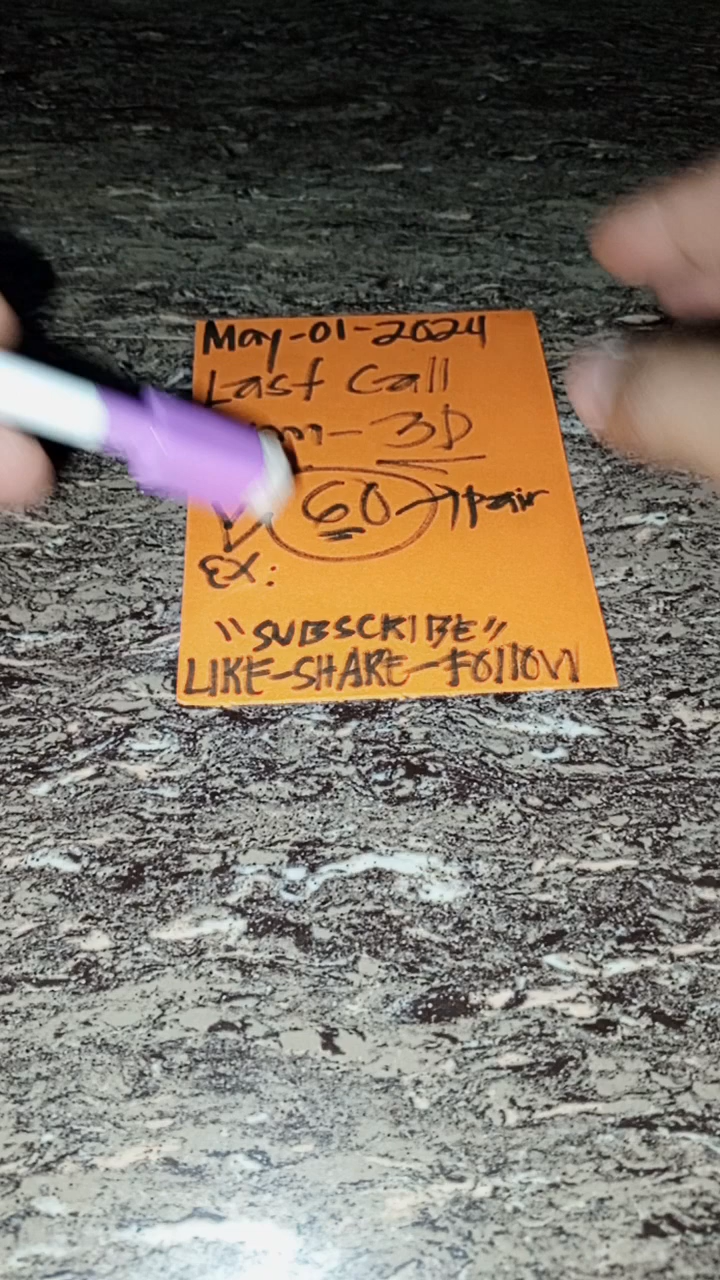 May-01-2024
Last Call
3D
60→pair
EX:
"SUBSCRIBE"
LIKE-SHARE-FOllOW